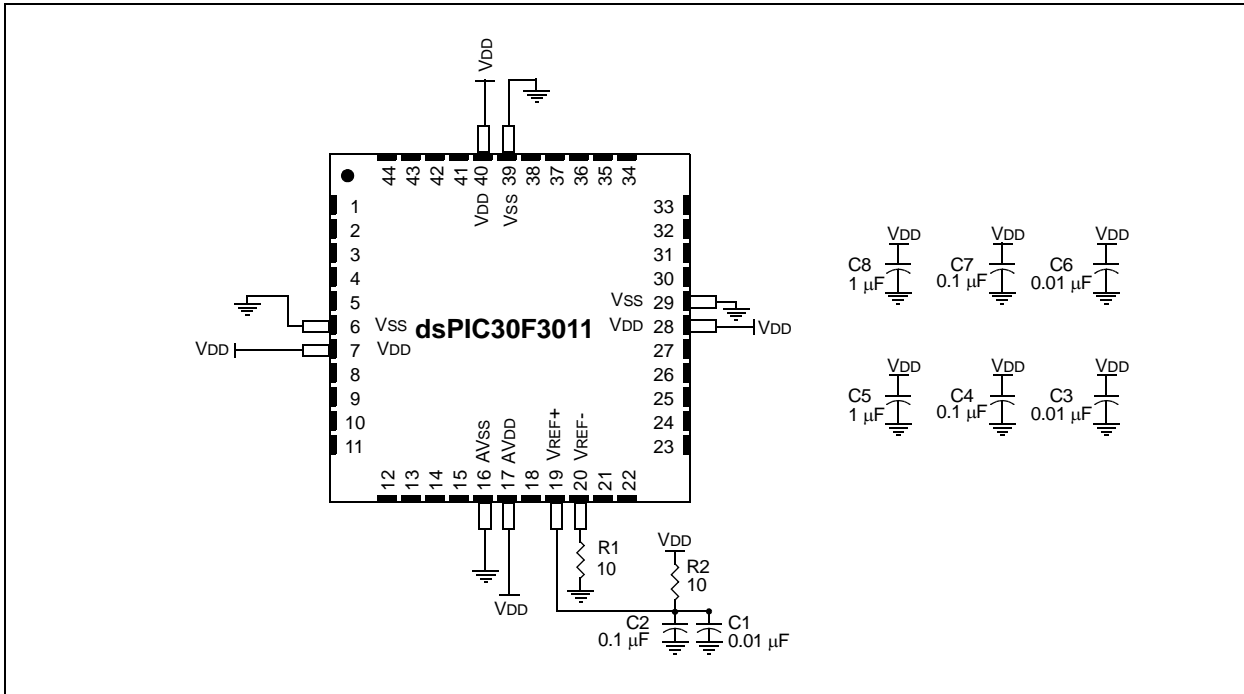 VDD
44 43 42 41 40 39 38 37 36 35 34
VDD VSS
1 33
2 32
3 31
4 30
5 VSS 29
6 VSS dsPIC30F3011 VDD 28 VDD
VDD 7 VDD 27
8 26
9 25
10 24
11 23
AVSS AVDD VREF+ VREF-
12 13 14 15 16 17 18 19 20 21 22
R1
10
VDD
VDD
R2
10
C2
0.1 μF
C1
0.01 μF
VDD VDD VDD
C8 C7 C6
1 μF 0.1 μF 0.01 μF
VDD VDD VDD
C5 C4 C3
1 μF 0.1 μF 0.01 μF